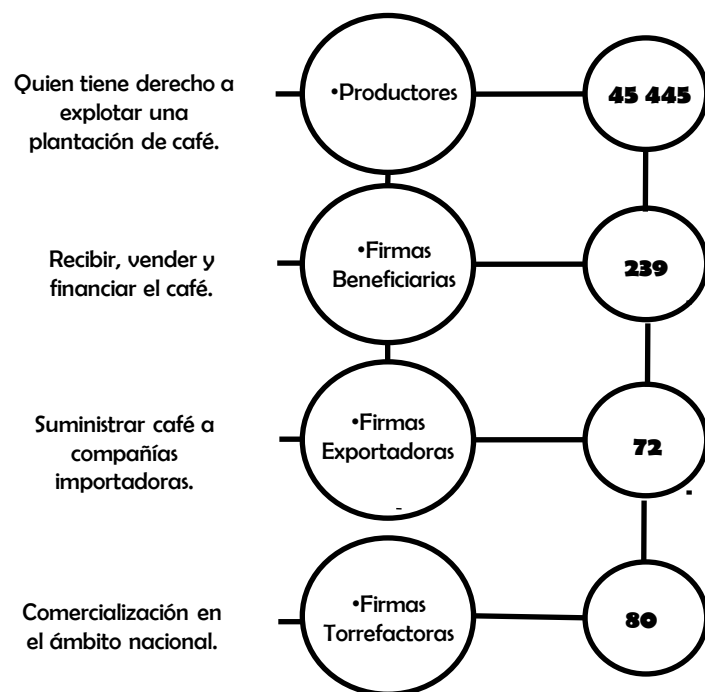 Quien tiene derecho a
explotar una
plantación de café.
•Productores
45 445
Recibir, vender y
financiar el café.
•Firmas
Beneficiarias
239
Suministrar café a
compañías
importadoras.
•Firmas
Exportadoras
72
Comercialización en
el ámbito nacional.
•Firmas
Torrefactoras
80